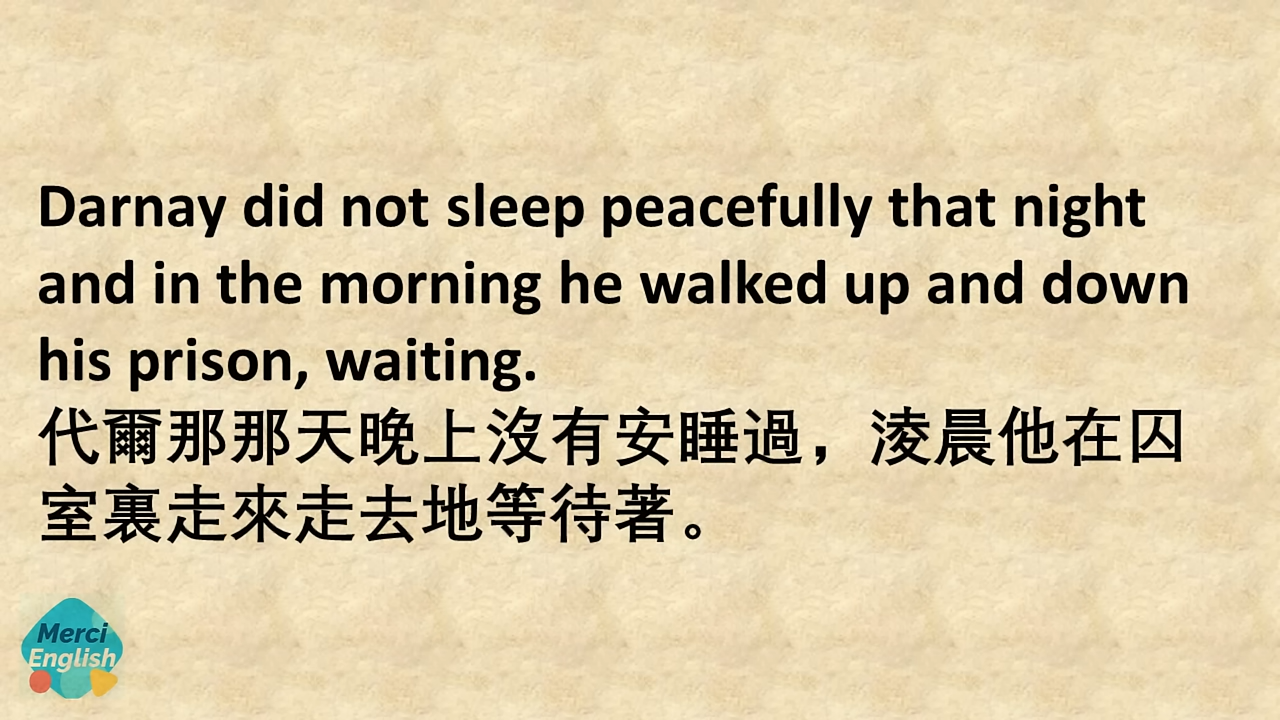 Darnay did not sleep peacefully that night
and in the morning he walked up and down
his prison, waiting.
代爾那那天晚上沒有安睡過，淩晨他在囚
室裏走來走去地等待著。
Merci
English